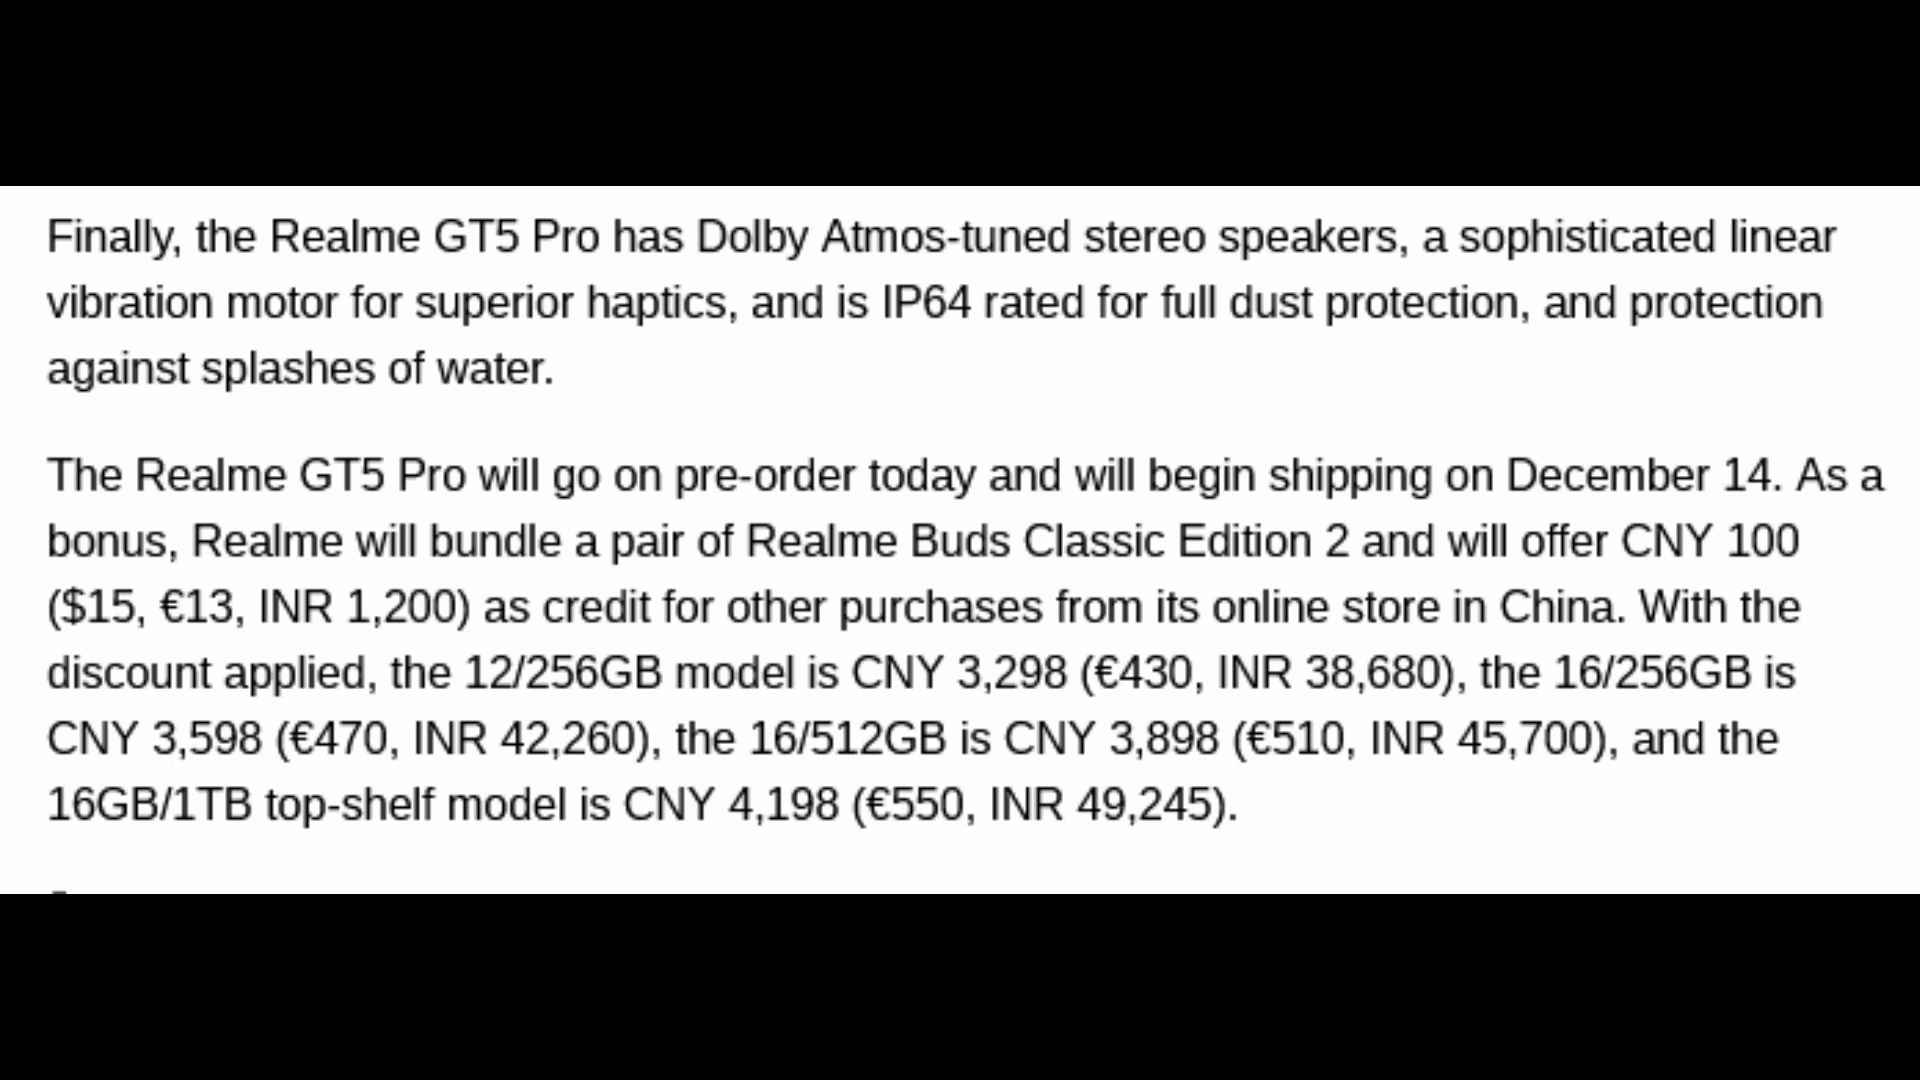 Finally, the Realme GT5 Pro has Dolby Atmos-tuned stereo speakers, a sophisticated linear
vibration motor for superior haptics, and is IP64 rated for full dust protection, and protection
against splashes of water.
The Realme GT5 Pro will go on pre-order today and will begin shipping on December 14. As a
bonus, Realme will bundle a pair of Realme Buds Classic Edition 2 and will offer CNY 100
($15, €13, INR 1,200) as credit for other purchases from its online store in China. With the
discount applied, the 12/256GB model is CNY 3,298 (€430, INR 38,680), the 16/256GB is
CNY 3,598 (€470, INR 42,260), the 16/512GB is CNY 3,898 (€510, INR 45,700), and the
16GB/1TB top-shelf model is CNY 4,198 (€550, INR 49,245).